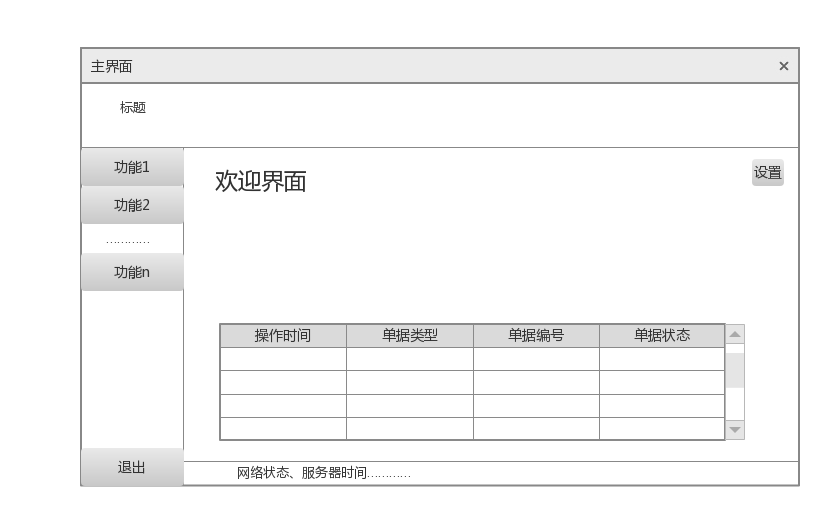 主界面 ×
标题
功能1
功能2
…………
功能n
退出
欢迎界面
设置
操作时间 单据类型 单据编号 单据状态
网络状态、服务器时间…………